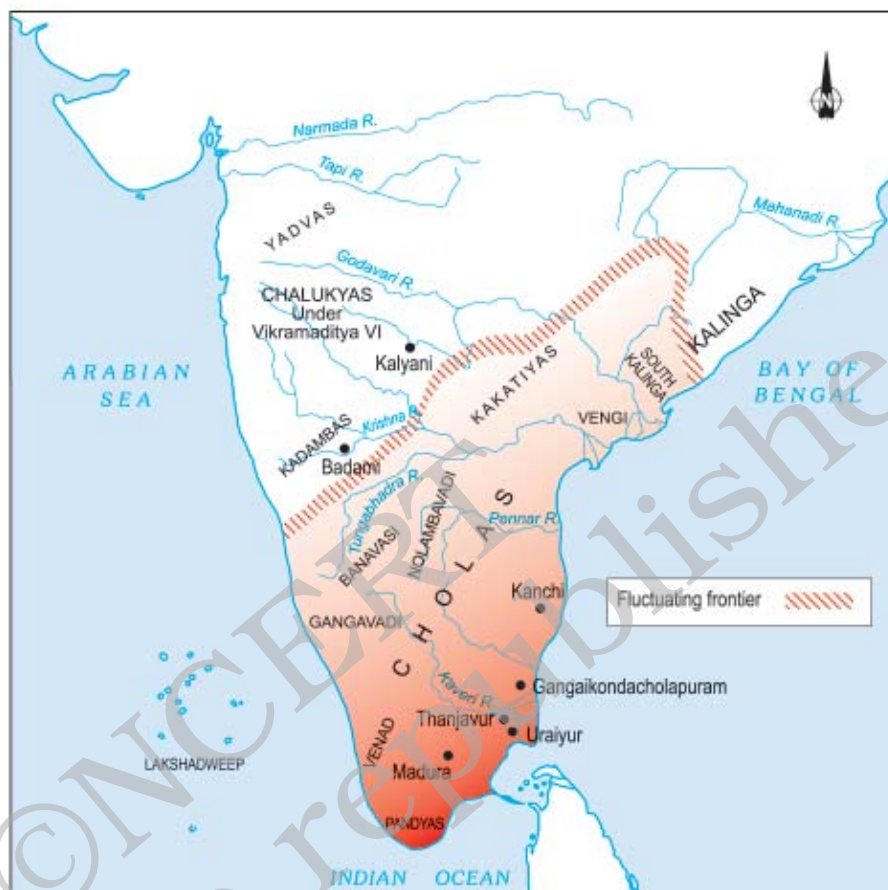 N
Narmada R.
Tapi R.
Mahanadi R.
YADVAS
Godavari R.
CHALUKYAS
Under
Vikramaditya VI
KALINGA
Kalyani
SOUTH
KALINGA
ARABIAN
SEA
BAY OF
BENGAL
KAKATIYAS
Krishna R.
VENGI
KADAMBAS
Badami
Tungabhadra R.
NOLAMBAVADI
Pennar R.
BANAVASI
CHOLAS
Kanchi
Fluctuating frontier
GANGAVADI
Kaveri R.
Gangaikondacholapuram
Thanjavur
Uraiyur
VENAD
LAKSHADWEEP
Madura
PANDYAS
INDIAN OCEAN
©NCERT
republishe